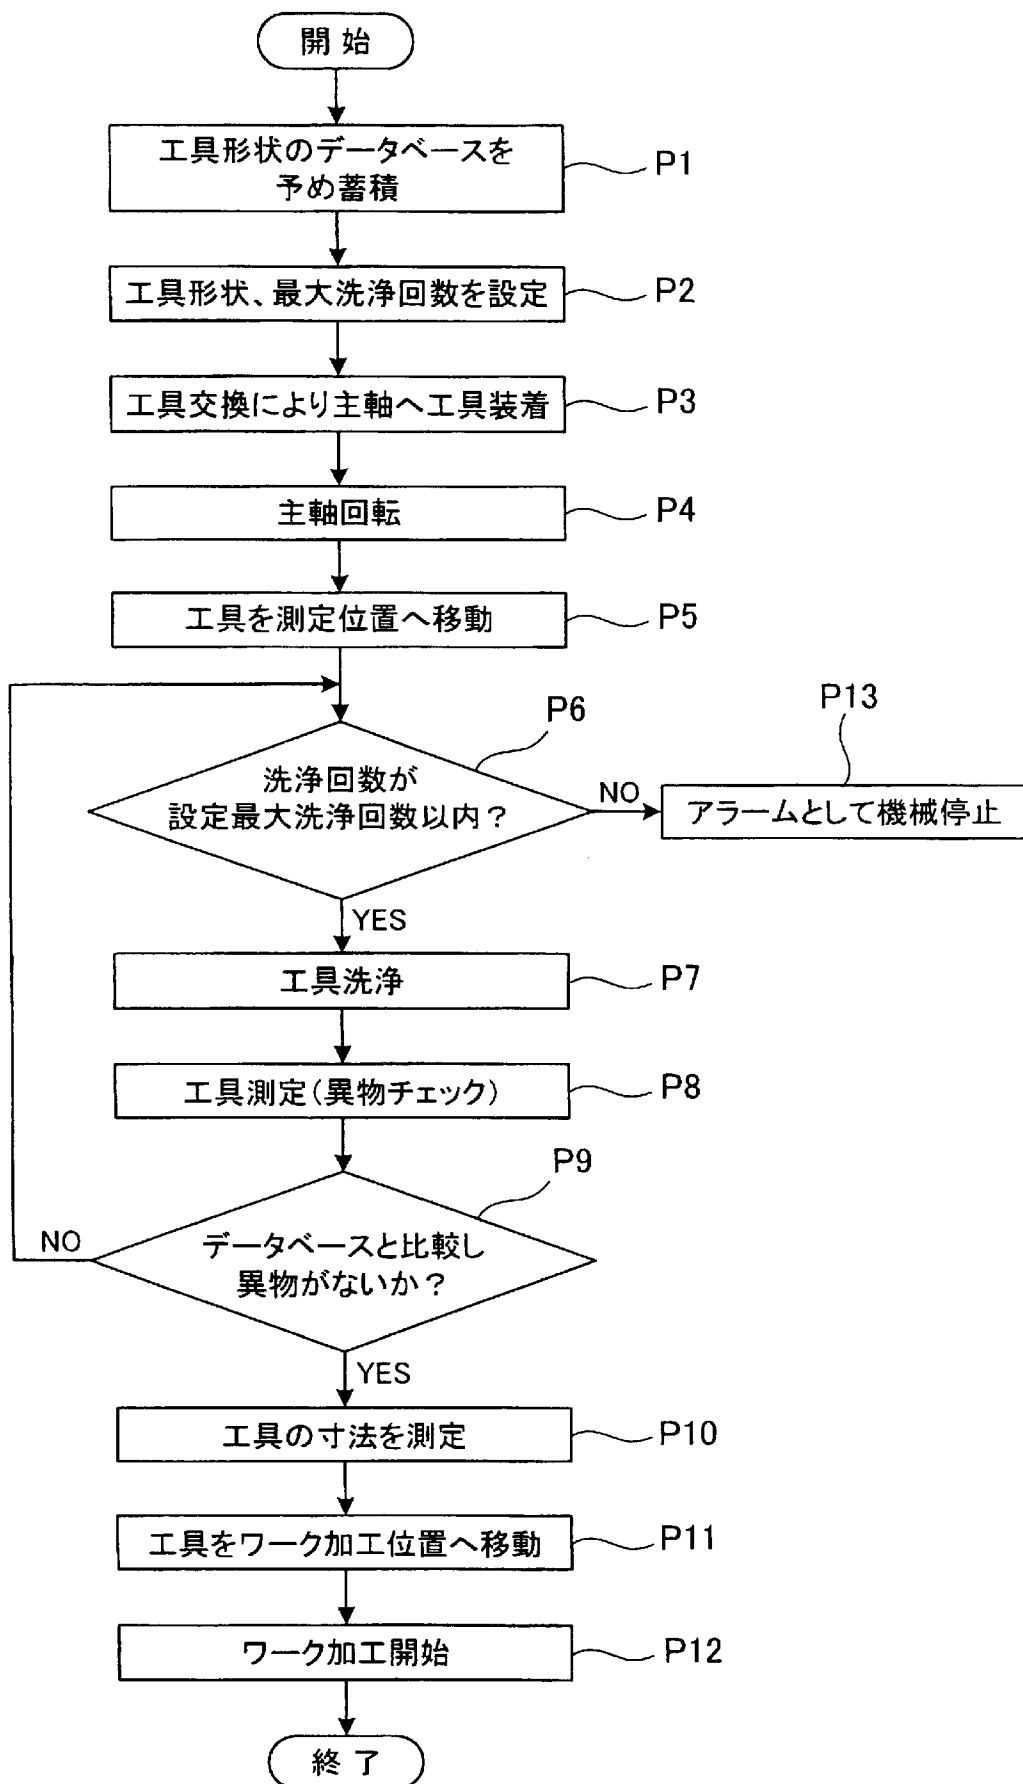 開始
工具形状のデータベースを
予め蓄積
P1
工具形状、最大洗浄回数を設定
P2
工具交換により主軸へ工具装着
P3
主軸回転
P4
工具を測定位置へ移動
P5
P6
洗浄回数が
設定最大洗浄回数以内？
NO
P13
アラームとして機械停止
YES
工具洗浄
P7
工具測定（異物チェック）
P8
P9
データベースと比較し
異物がないか？
NO
YES
工具の寸法を測定
P10
工具をワーク加工位置へ移動
P11
ワーク加工開始
P12
終了